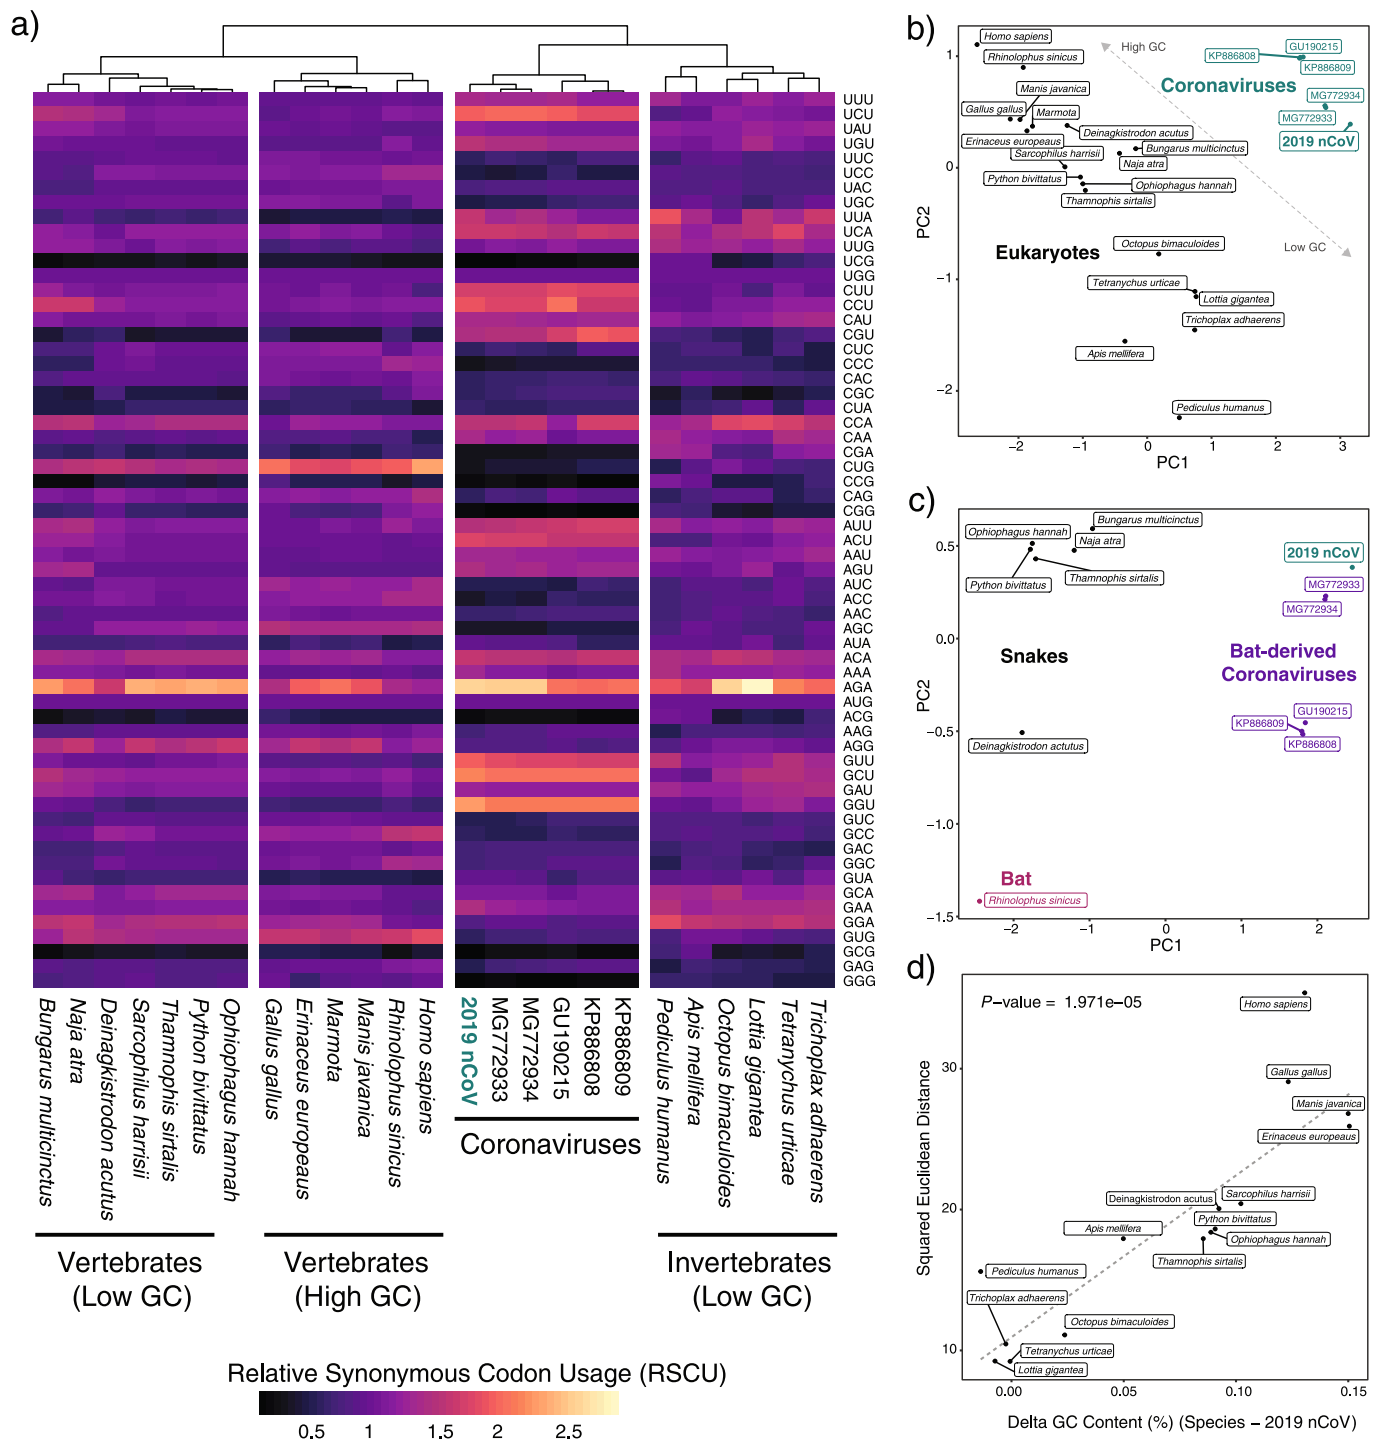 a)
UUU
UCU
UAU
UGU
UUC
UCC
UAC
UGC
UUA
UCA
UUG
UCG
UGG
CUU
CCU
CAU
CGU
CUC
CCC
CAC
CGC
CUA
CCA
CAA
CGA
CUG
CCG
CAG
CGG
AUU
ACU
AAU
AGU
AUC
ACC
AAC
AGC
AUA
ACA
AAA
AGA
AUG
ACG
AAG
AGG
GUU
GCU
GAU
GGU
GUC
GCC
GAC
GGC
GUA
GCA
GAA
GGA
GUG
GCG
GAG
GGG
Bungarus multicinctus
Naja atra
Deinagkistrodon acutus
Sarcophilus harrisii
Thamnophis sirtalis
Python bivittatus
Ophiophagus hannah
Gallus gallus
Erinaceus europeaus
Marmota
Manis javanica
Rhinolophus sinicus
Homo sapiens
2019 nCoV
MG772933
MG772934
GU190215
KP886808
KP886809
Pediculus humanus
Apis mellifera
Octopus bimaculoides
Lottia gigantea
Tetranychus urticae
Trichoplax adhaerens
Vertebrates
(Low GC)
Vertebrates
(High GC)
Coronaviruses
Invertebrates
(Low GC)
Relative Synonymous Codon Usage (RSCU)
0.5 1 1.5 2 2.5
b)
Homo sapiens
Rhinolophus sinicus
High GC
GU190215
KP886808
KP886809
Coronaviruses
Manis javanica
MG772934
Gallus gallus
Marmota
MG772933
Deinagkistrodon acutus
Erinaceus europeaus
2019 nCoV
Sarcophilus harrisii
Bungarus multicinctus
Naja atra
Python bivittatus
Ophiophagus hannah
Thamnophis sirtalis
Octopus bimaculoides
Low GC
Eukaryotes
Tetranychus urticae
Lottia gigantea
Trichoplax adhaerens
Apis mellifera
Pediculus humanus
1
0
−1
−2
PC2
−2 −1 0 1 2 3
PC1
c)
Bungarus multicinctus
Ophiophagus hannah
Naja atra
2019 nCoV
Python bivittatus
Thamnophis sirtalis
MG772933
MG772934
Snakes
Bat-derived
Coronaviruses
GU190215
KP886809
KP886808
Deinagkistrodon actutus
Bat
Rhinolophus sinicus
0.5
0.0
−0.5
−1.0
−1.5
PC2
−2 −1 0 1 2
PC1
d)
P−value = 1.971e−05
Homo sapiens
Gallus gallus
Manis javanica
Erinaceus europeaus
Deinagkistrodon acutus
Sarcophilus harrisii
Python bivittatus
Apis mellifera
Ophiophagus hannah
Thamnophis sirtalis
Pediculus humanus
Trichoplax adhaerens
Octopus bimaculoides
Tetranychus urticae
Lottia gigantea
30
20
10
Squared Euclidean Distance
0.00 0.05 0.10 0.15
Delta GC Content (%) (Species − 2019 nCoV)